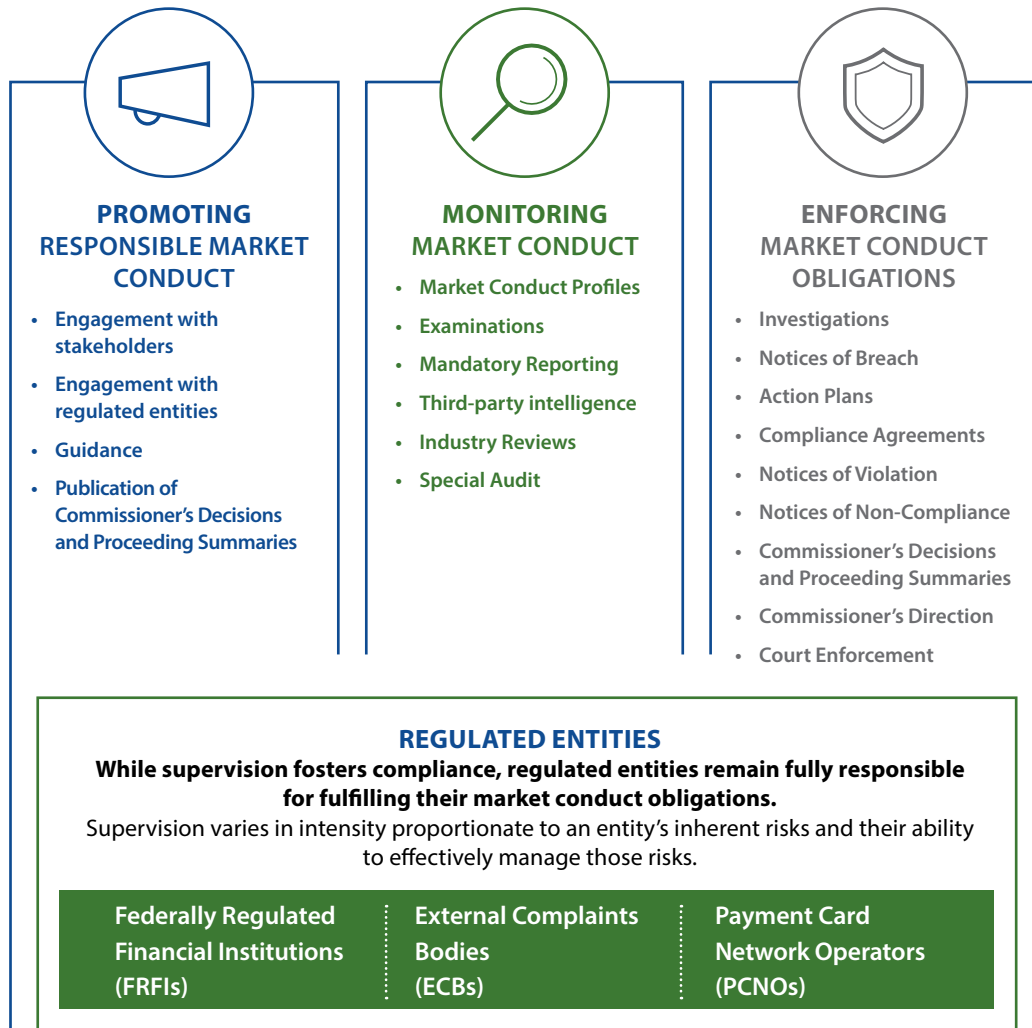 PROMOTING
RESPONSIBLE MARKET
CONDUCT
• Engagement with
stakeholders
• Engagement with
regulated entities
• Guidance
• Publication of
Commissioner’s Decisions
and Proceeding Summaries
MONITORING
MARKET CONDUCT
• Market Conduct Profiles
• Examinations
• Mandatory Reporting
• Third-party intelligence
• Industry Reviews
• Special Audit
ENFORCING
MARKET CONDUCT
OBLIGATIONS
• Investigations
• Notices of Breach
• Action Plans
• Compliance Agreements
• Notices of Violation
• Notices of Non-Compliance
• Commissioner’s Decisions
and Proceeding Summaries
• Commissioner’s Direction
• Court Enforcement
REGULATED ENTITIES
While supervision fosters compliance, regulated entities remain fully responsible
for fulfilling their market conduct obligations.
Supervision varies in intensity proportionate to an entity’s inherent risks and their ability
to effectively manage those risks.
Federally Regulated
Financial Institutions
(FRFIs)
External Complaints
Bodies
(ECBs)
Payment Card
Network Operators
(PCNOs)